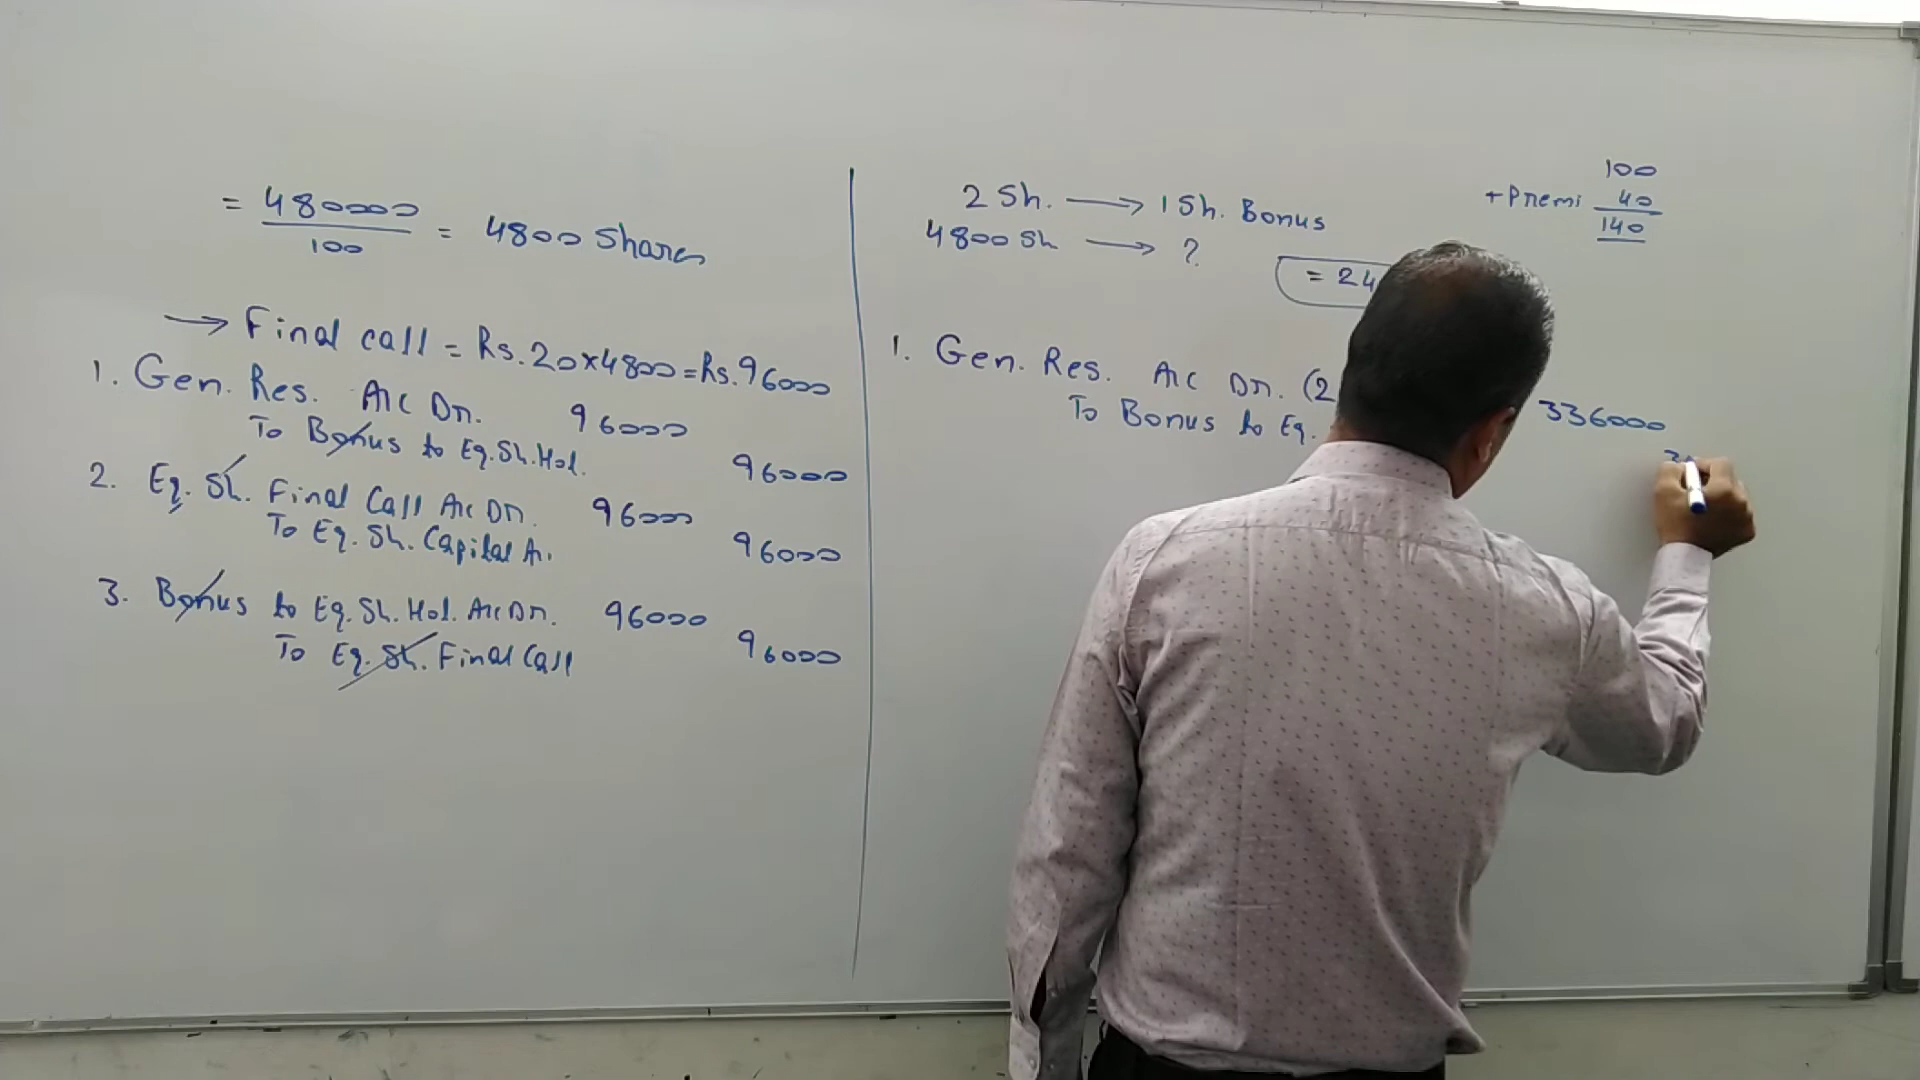 = 480000
100
= 4800 Shares
→ Final call = Rs.20×4800=Rs.96000
1. Gen. Res. A/c Dr. 96000
To Bonus to Eq.Sh.Hol. 96000
2. Eq. Sh. Final Call A/c Dr. 96000
To Eq. Sh. Capital A. 96000
3. Bonus to Eq. Sh. Hol. A/c Dr. 96000
To Eq. Sh. Final Call 96000
2 Sh. → 1 Sh. Bonus
4800 Sh → ?
= 24
100
+ Premi 40
140
1. Gen. Res. A/c Dr. (2 336000
To Bonus to Eq.